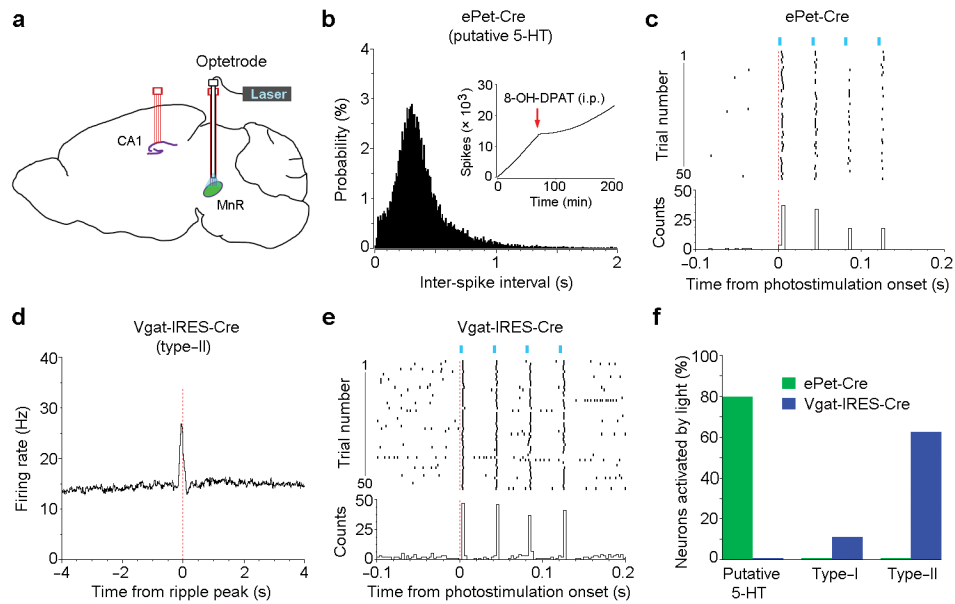 a
Optetrode
Laser
CA1
MnR
b
ePet-Cre
(putative 5-HT)
4
3
2
1
0
Probability (%)
0
1
2
Inter-spike interval (s)
30
20
10
0
Spikes (× 10³)
8-OH-DPAT (i.p.)
0
100
200
Time (min)
c
ePet-Cre
1
50
Trial number
50
25
0
Counts
−0.1
0
0.1
0.2
Time from photostimulation onset (s)
d
Vgat-IRES-Cre
(type–II)
40
30
20
10
0
Firing rate (Hz)
−4
−2
0
2
4
Time from ripple peak (s)
e
Vgat-IRES-Cre
1
50
Trial number
50
25
0
Counts
−0.1
0
0.1
0.2
Time from photostimulation onset (s)
f
100
80
60
40
20
0
Neurons activated by light (%)
ePet-Cre
Vgat-IRES-Cre
Putative
5-HT
Type–I
Type–II